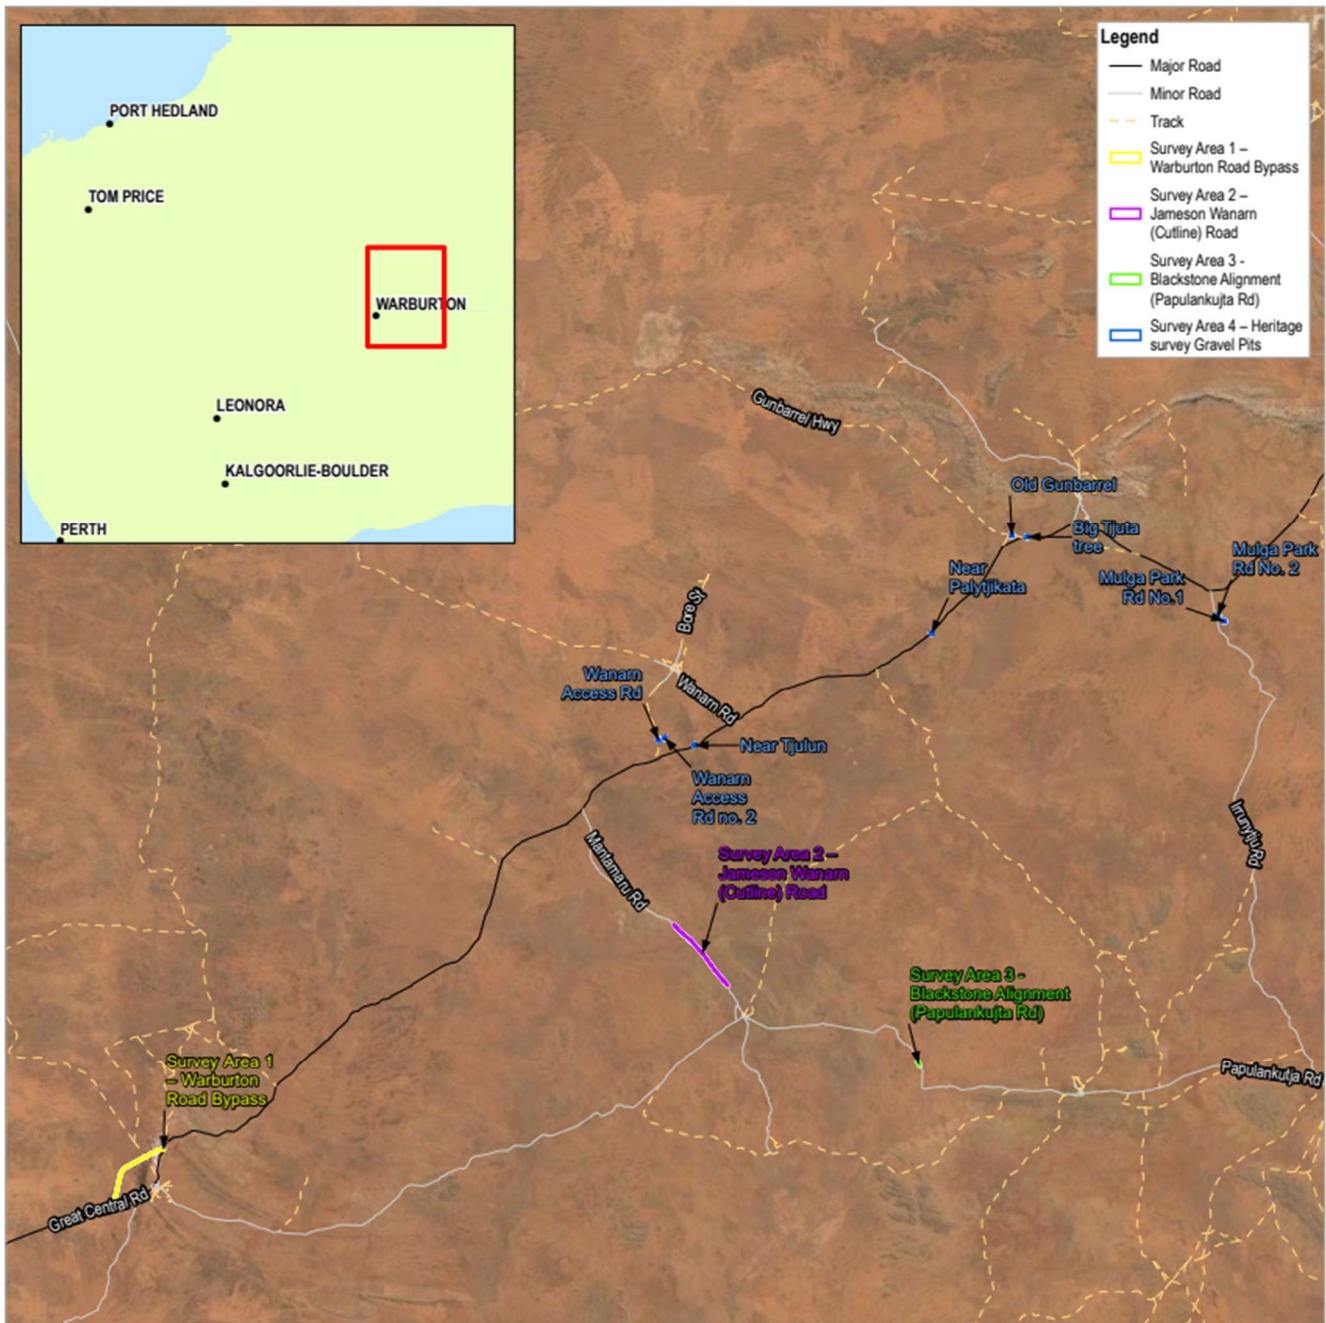 PORT HEDLAND
TOM PRICE
WARBURTON
LEONORA
KALGOORLIE-BOULDER
PERTH
Legend
Major Road
Minor Road
Track
Survey Area 1 –
Warburton Road Bypass
Survey Area 2 –
Jameson Wanarn
(Cutline) Road
Survey Area 3 -
Blackstone Alignment
(Papulankujta Rd)
Survey Area 4 – Heritage
survey Gravel Pits
Gunbarrel Hwy
Old Gunbarrel
Big Tjuta
tree
Mulga Park
Rd No. 2
Near
Palytjikata
Mulga Park
Rd No.1
Bore St
Wanarn
Access Rd
Wanarn Rd
Near Tjulun
Wanarn
Access
Rd no. 2
Mantamaru Rd
Irrunytju Rd
Survey Area 2 –
Jameson Wanarn
(Cutline) Road
Survey Area 3 -
Blackstone Alignment
(Papulankujta Rd)
Survey Area 1
– Warburton
Road Bypass
Papulankutja Rd
Great Central Rd